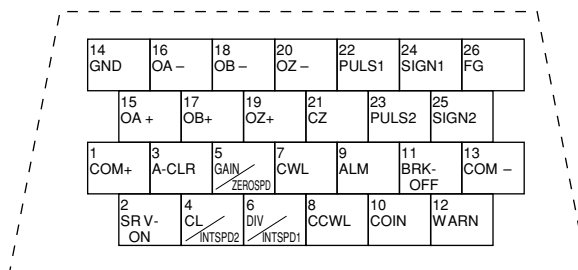 14 16 18 20 22 24 26
GND OA – OB – OZ – PULS1 SIGN1 FG
15 17 19 21 23 25
OA + OB+ OZ+ CZ PULS2 SIGN2
1 3 5 7 9 11 13
COM+ A-CLR GAIN/ZEROSPD CWL ALM BRK-OFF COM –
2 4 6 8 10 12
SRV-ON CL/INTSPD2 DIV/INTSPD1 CCWL COIN WARN